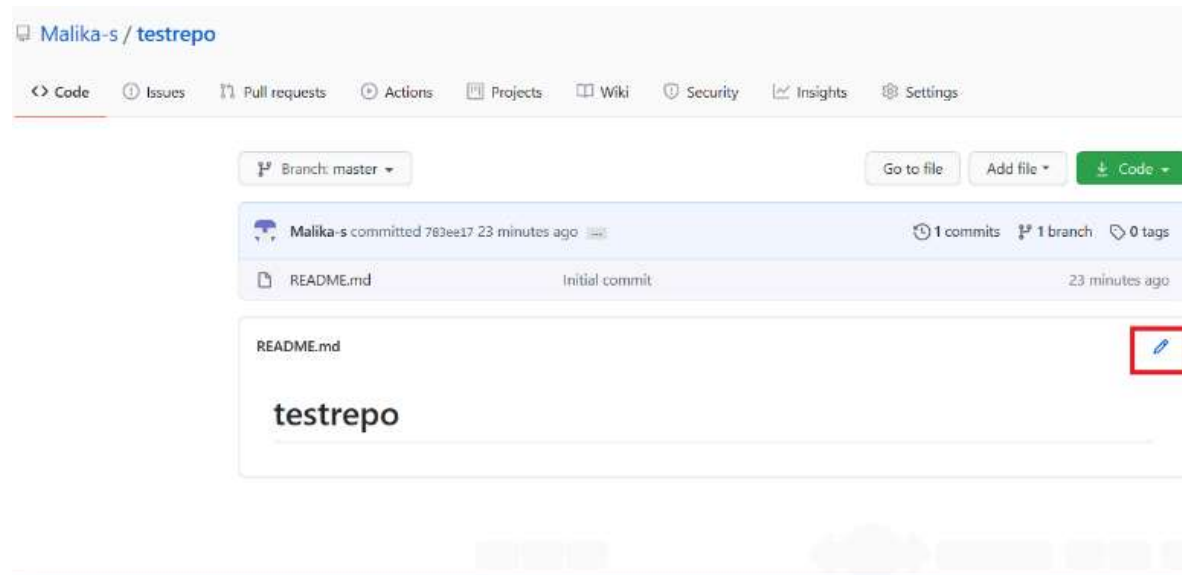 Malika-s / testrepo
<> Code Issues Pull requests Actions Projects Wiki Security Insights Settings
Branch: master Go to file Add file Code
Malika-s committed 783ee17 23 minutes ago ... 1 commits 1 branch 0 tags
README.md Initial commit 23 minutes ago
README.md
testrepo